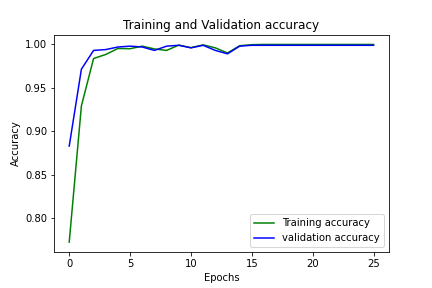 Training and Validation accuracy
1.00
0.95
0.90
0.85
0.80
Accuracy
Training accuracy
validation accuracy
0 5 10 15 20 25
Epochs